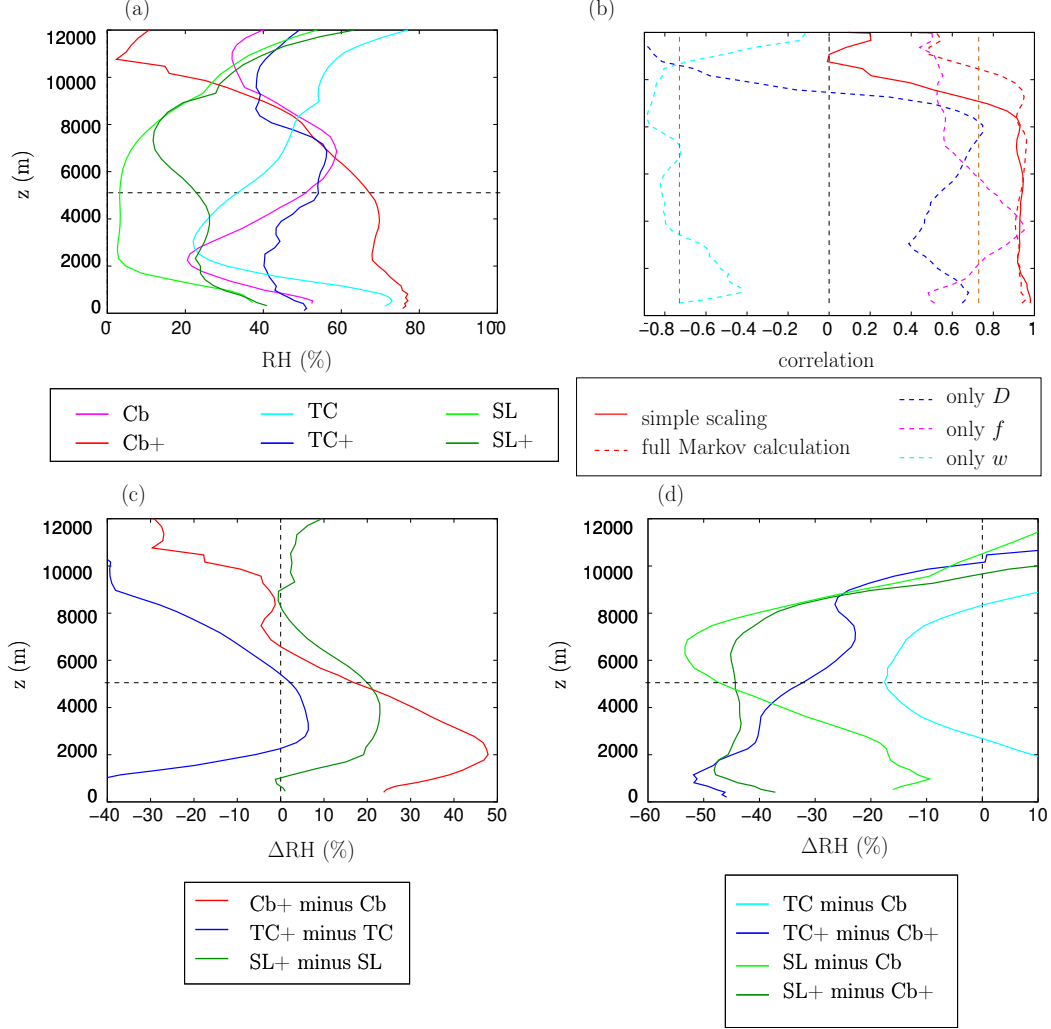 (a)
(b)
12000
10000
8000
6000
4000
2000
0
z (m)
0 20 40 60 80 100
RH (%)
−0.8 −0.6 −0.4 −0.2 0 0.2 0.4 0.6 0.8 1
correlation
Cb TC SL
Cb+ TC+ SL+
simple scaling
full Markov calculation
only D
only f
only w
(c)
(d)
12000
10000
8000
6000
4000
2000
0
z (m)
−40 −30 −20 −10 0 10 20 30 40 50
ΔRH (%)
12000
10000
8000
6000
4000
2000
0
z (m)
−60 −50 −40 −30 −20 −10 0 10
ΔRH (%)
Cb+ minus Cb
TC+ minus TC
SL+ minus SL
TC minus Cb
TC+ minus Cb+
SL minus Cb
SL+ minus Cb+